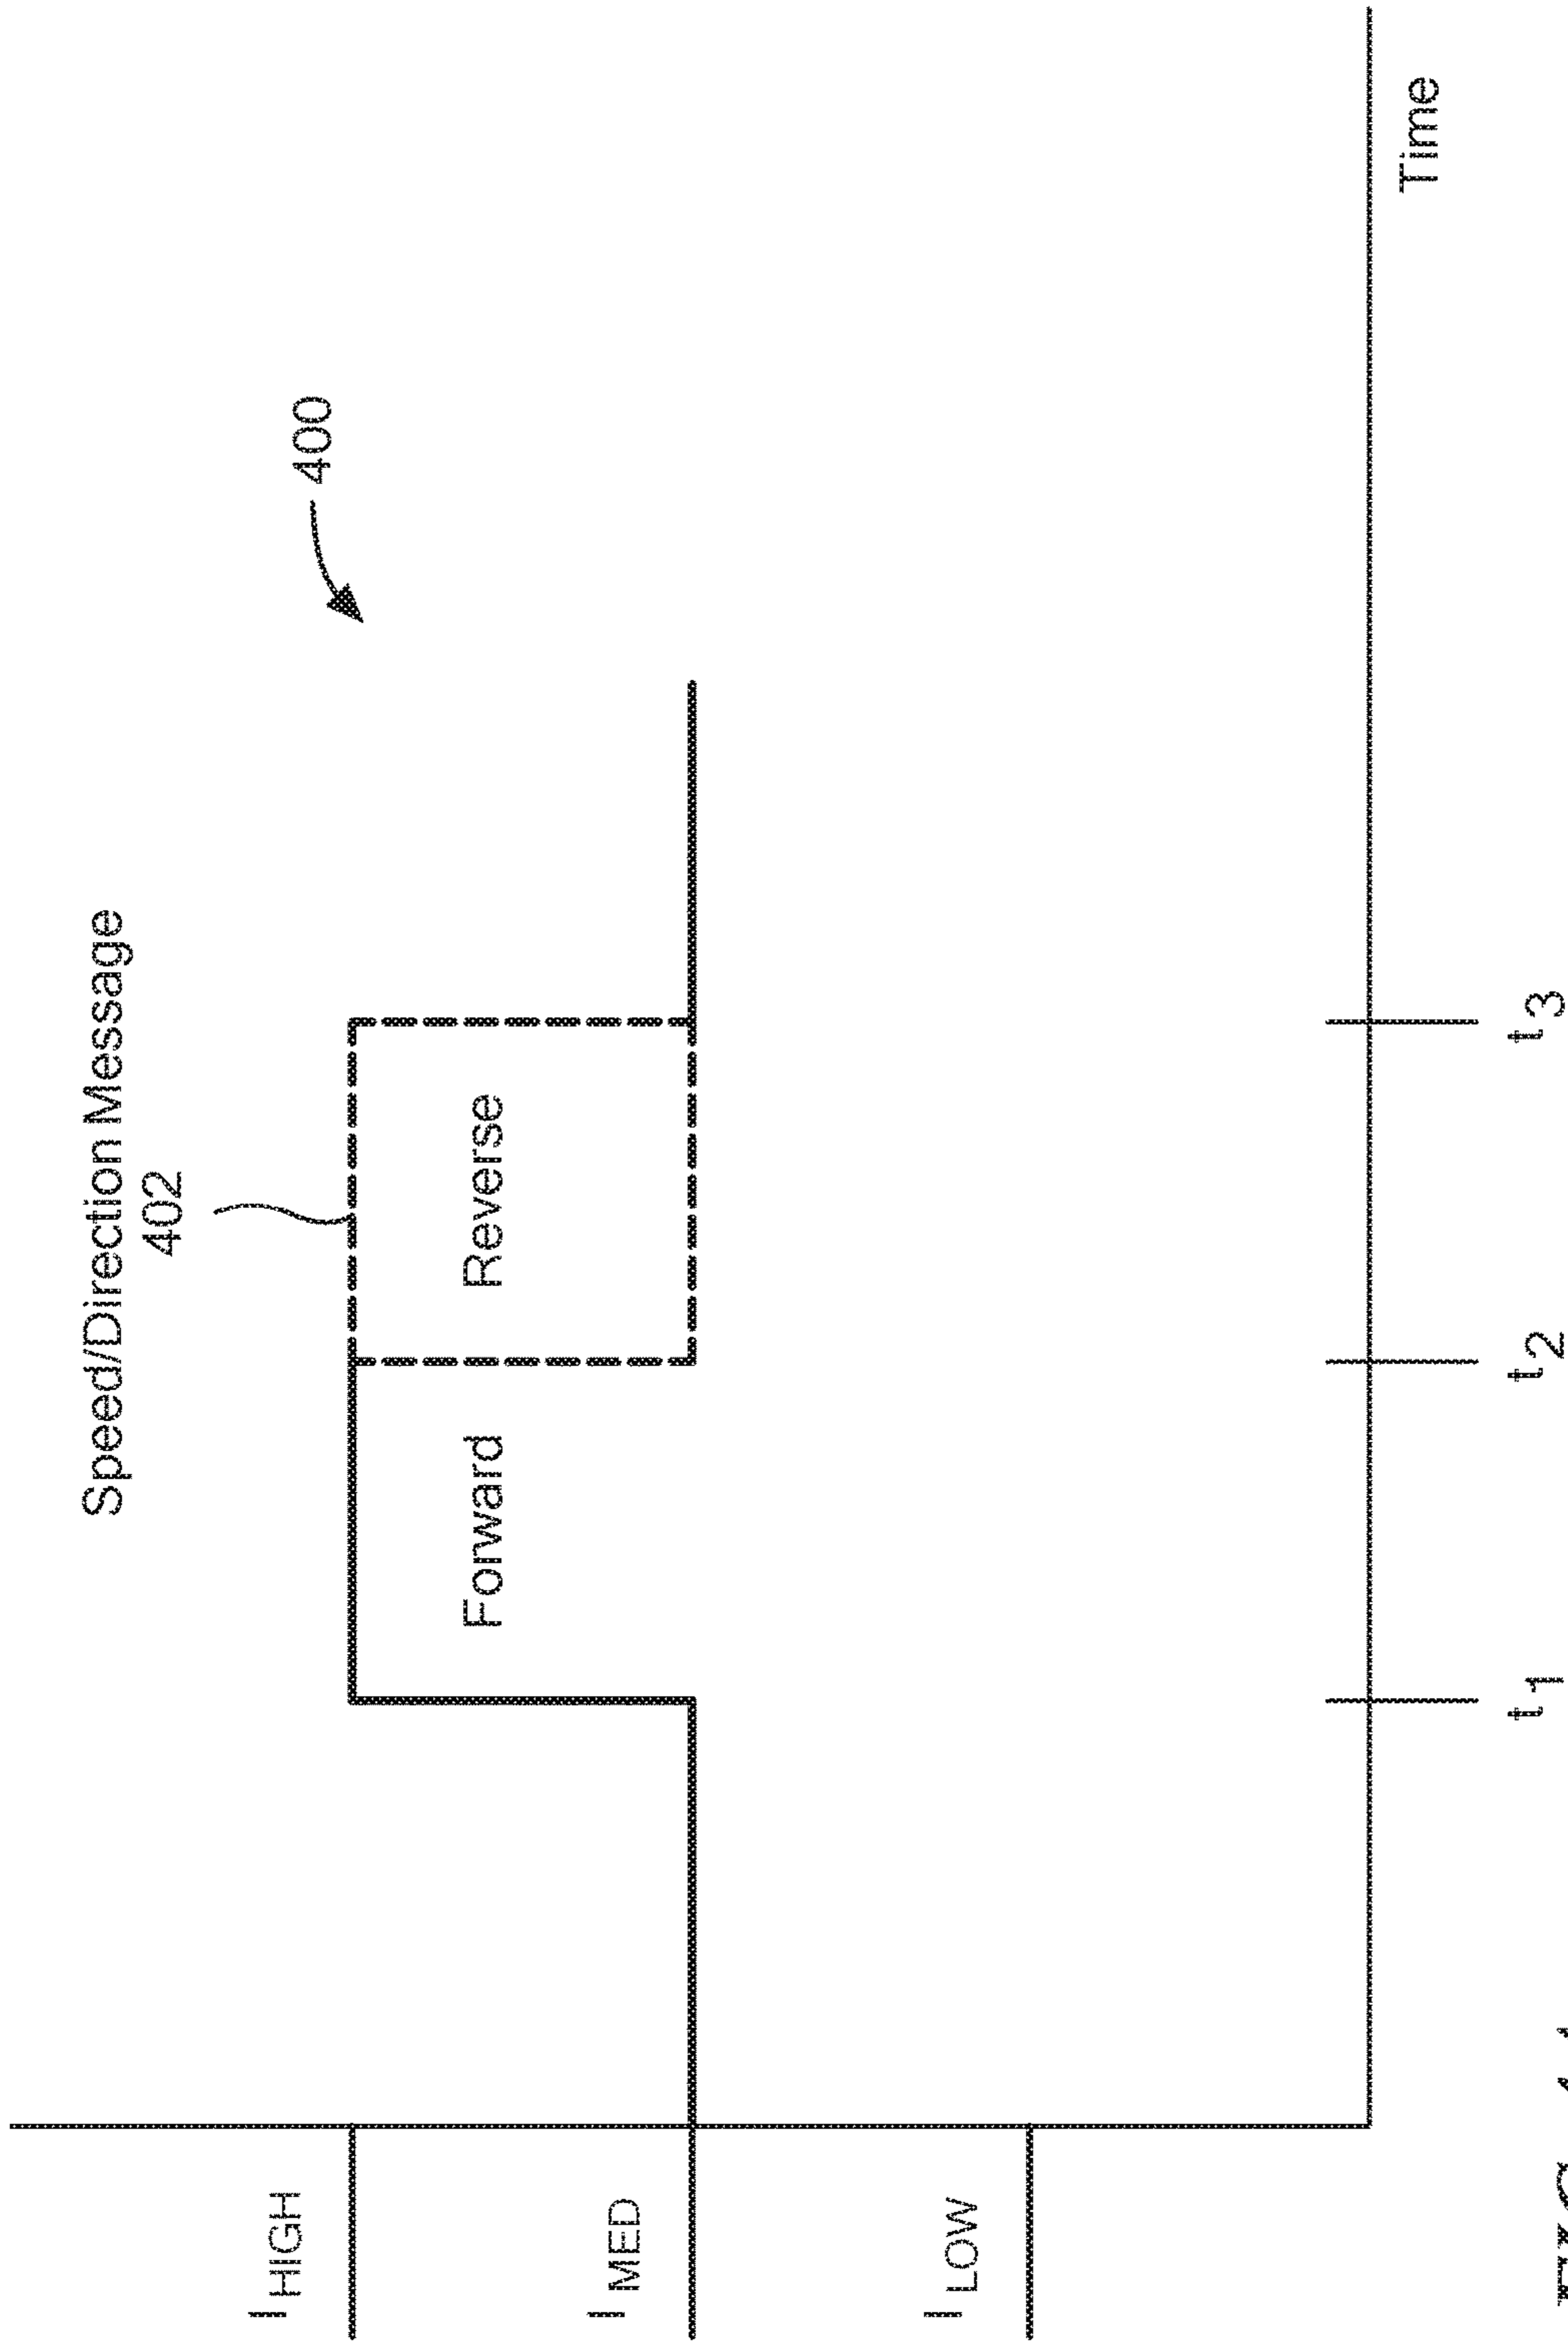 Speed/Direction Message
402
400
I HIGH
Forward
Reverse
I MED
I LOW
Time
t1
t2
t3